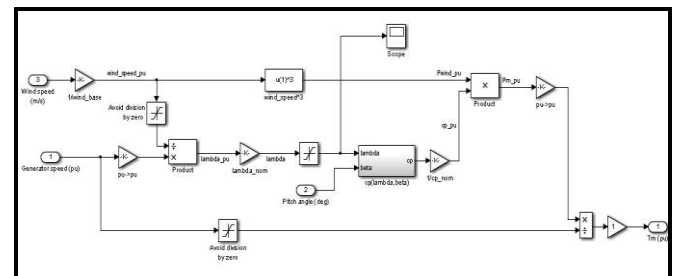 Scope
3
Wind speed
(m/s)
-K-
1/wind_base
wind_speed_pu
u(1)^3
wind_speed^3
Pwind_pu
×
Product
Pm_pu
-K-
pu->pu
Avoid division
by zero
cp_pu
1
Generator speed (pu)
-K-
pu->pu
÷
×
Product
lambda_pu
-K-
lambda_nom
lambda
lambda
beta
cp
cp(lambda,beta)
-K-
1/cp_nom
2
Pitch angle (deg)
Avoid division
by zero
×
÷
1
1
Tm (pu)